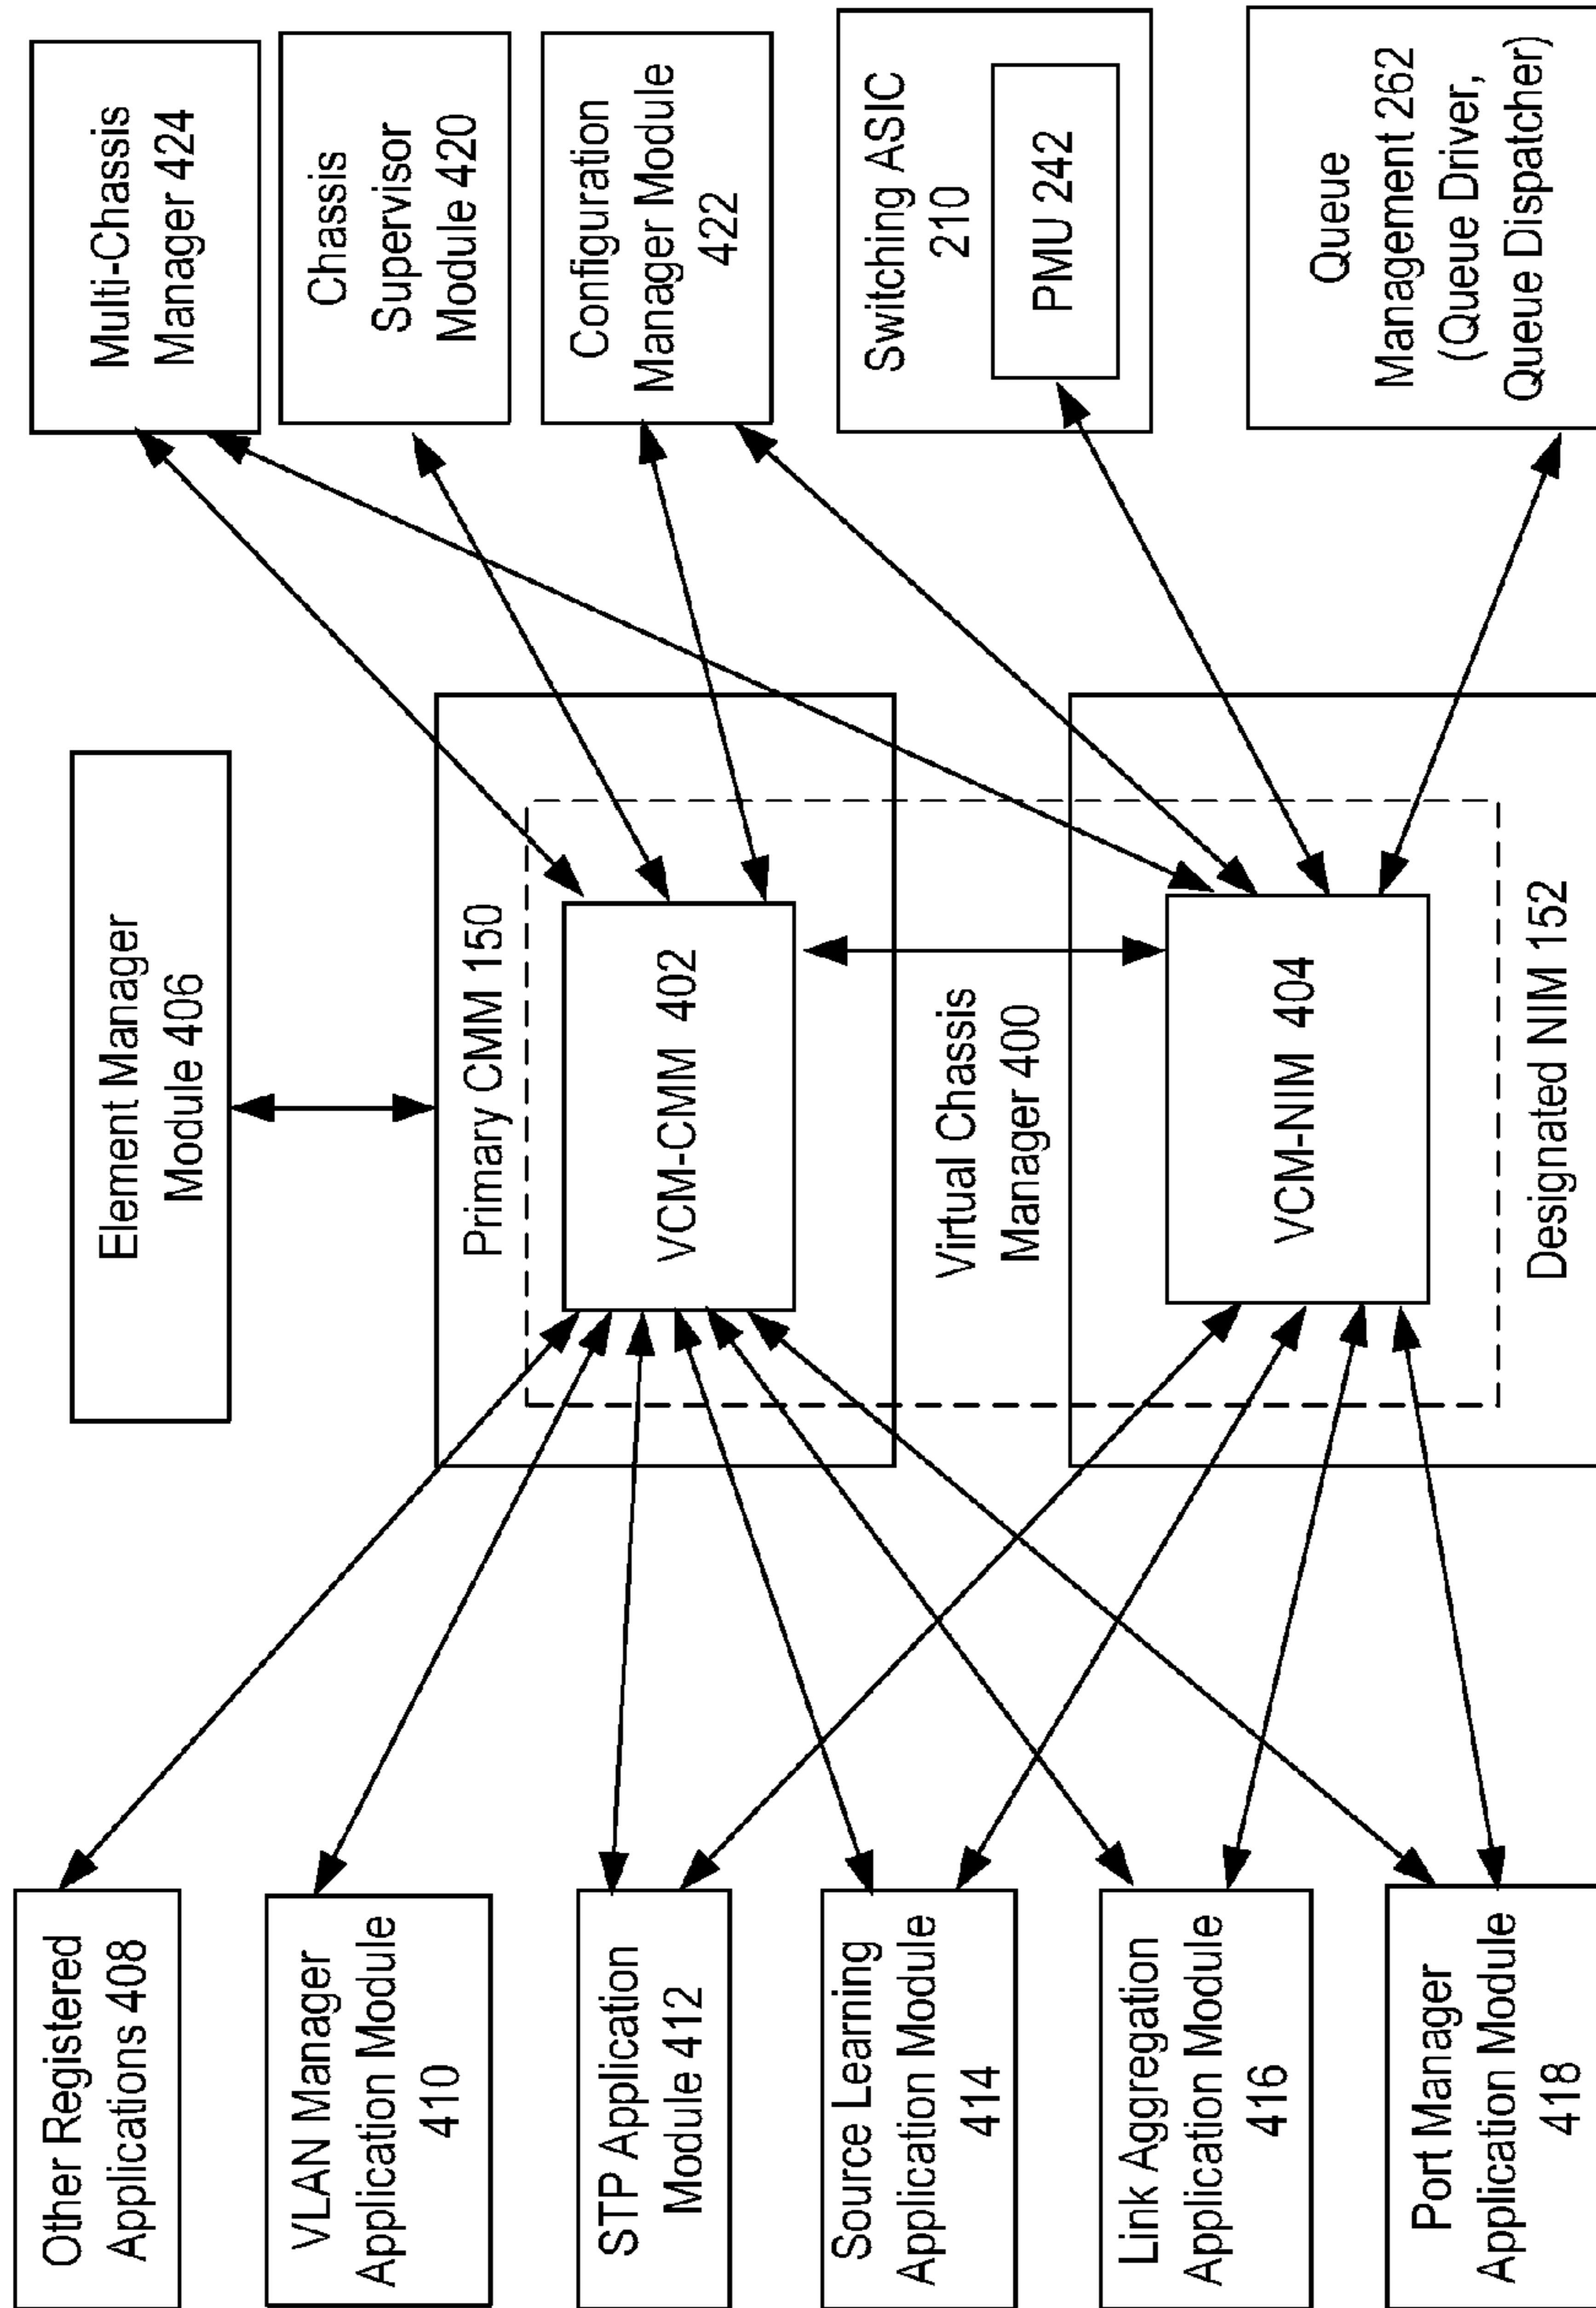 Other Registered
Applications 408
VLAN Manager
Application Module
410
STP Application
Module 412
Source Learning
Application Module
414
Link Aggregation
Application Module
416
Port Manager
Application Module
418
Element Manager
Module 406
Primary CMM 150
VCM-CMM 402
Virtual Chassis
Manager 400
VCM-NIM 404
Designated NIM 152
Multi-Chassis
Manager 424
Chassis
Supervisor
Module 420
Configuration
Manager Module
422
Switching ASIC
210
PMU 242
Queue
Management 262
(Queue Driver,
Queue Dispatcher)